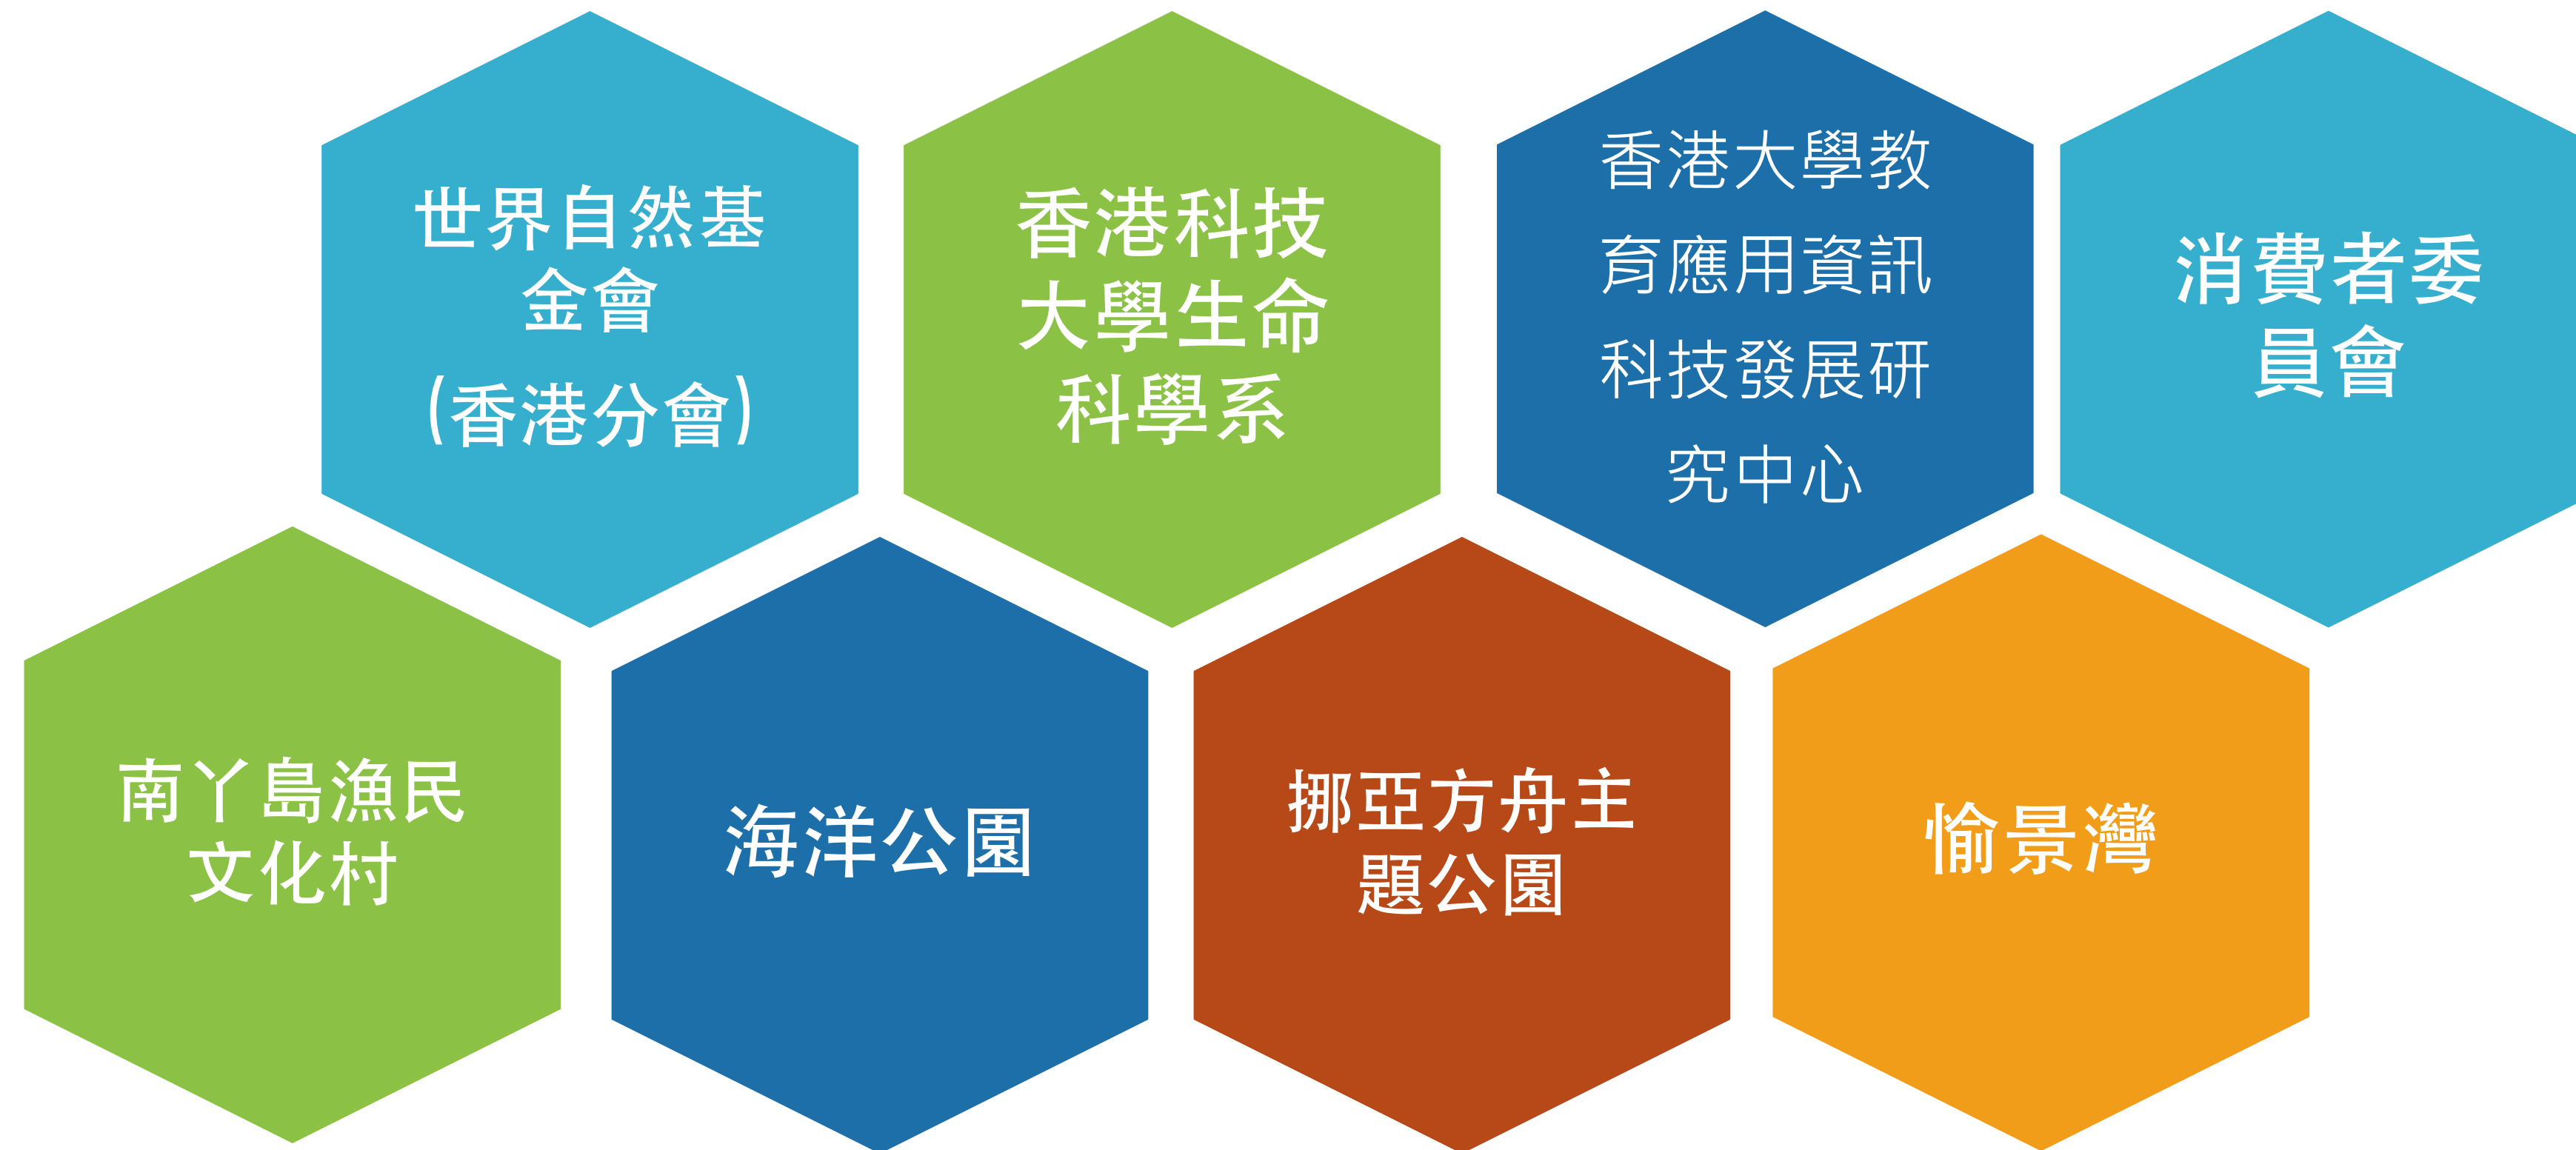 世界自然基
金會
(香港分會)
香港科技
大學生命
科學系
香港大學教
育應用資訊
科技發展研
究中心
消費者委
員會
南丫島漁民
文化村
海洋公園
挪亞方舟主
題公園
愉景灣